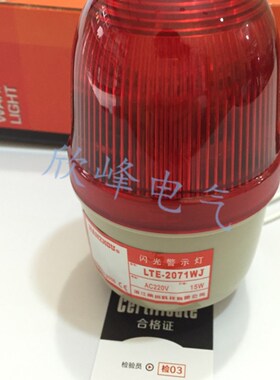 WAR
LIGHT
欣峰电气
闪光警示灯
LTE-2071WJ
AC220V
15W
Certificate
合格证
检验员
检03